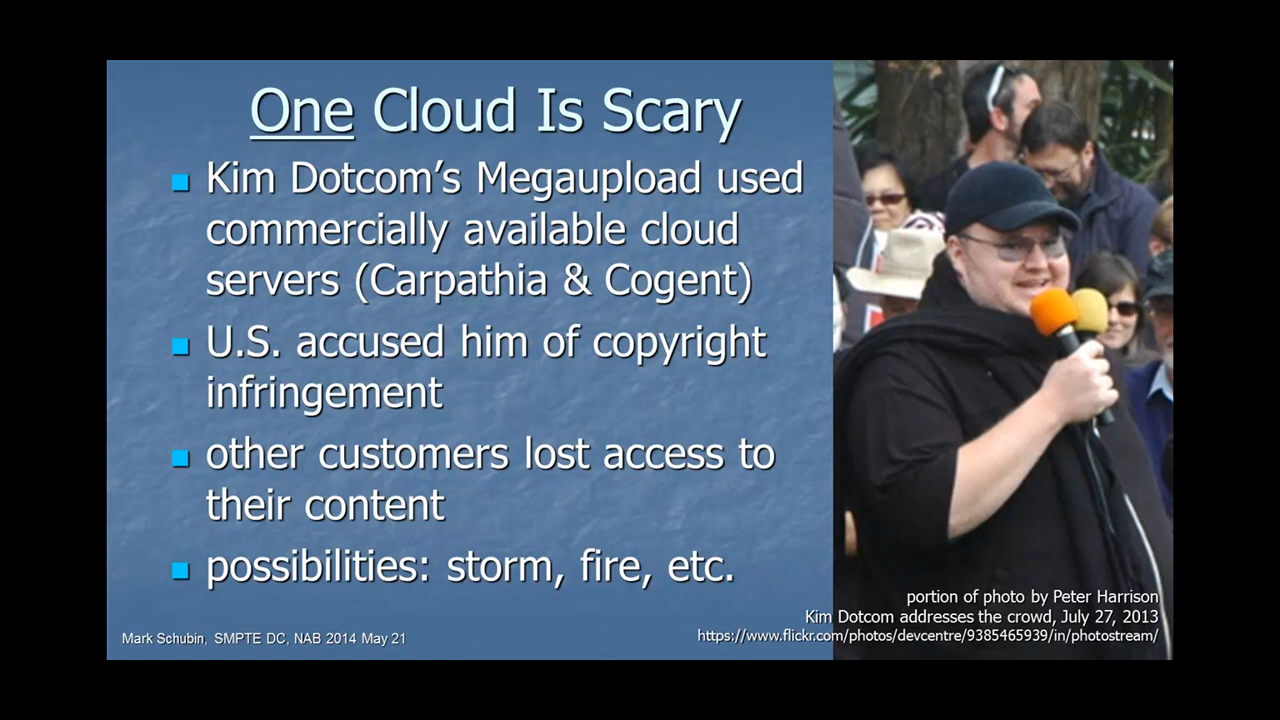 One Cloud Is Scary
Kim Dotcom’s Megaupload used
commercially available cloud
servers (Carpathia & Cogent)
U.S. accused him of copyright
infringement
other customers lost access to
their content
possibilities: storm, fire, etc.
portion of photo by Peter Harrison
Kim Dotcom addresses the crowd, July 27, 2013
https://www.flickr.com/photos/devcentre/9385465939/in/photostream/
Mark Schubin, SMPTE DC, NAB 2014 May 21